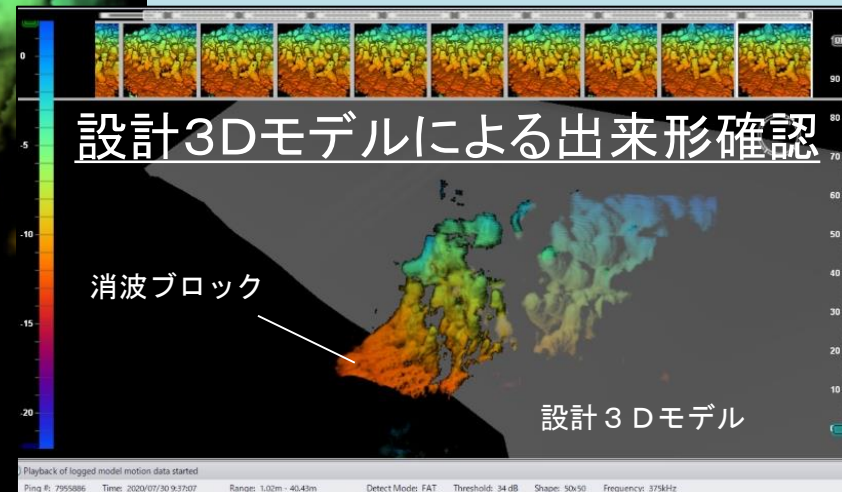 設計3Dモデルによる出来形確認
0
-5
-10
-15
-20
90
80
70
60
50
40
30
20
10
消波ブロック
設計3Dモデル
Playback of logged model motion data started
Ping #: 7955886 Time: 2020/07/30 9:37:07 Range: 1.02m - 40.43m Detect Mode: FAT Threshold: 34 dB Shape: 50x50 Frequency: 375kHz